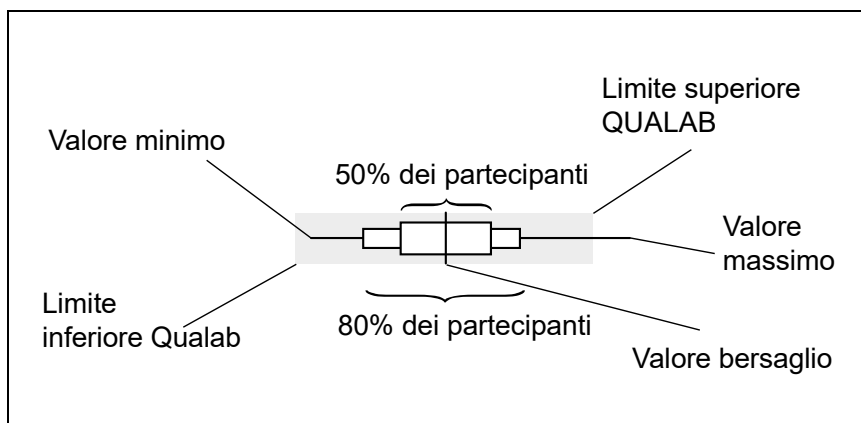 Limite superiore
QUALAB
Valore minimo
50% dei partecipanti
Valore
massimo
Limite
inferiore Qualab
80% dei partecipanti
Valore bersaglio